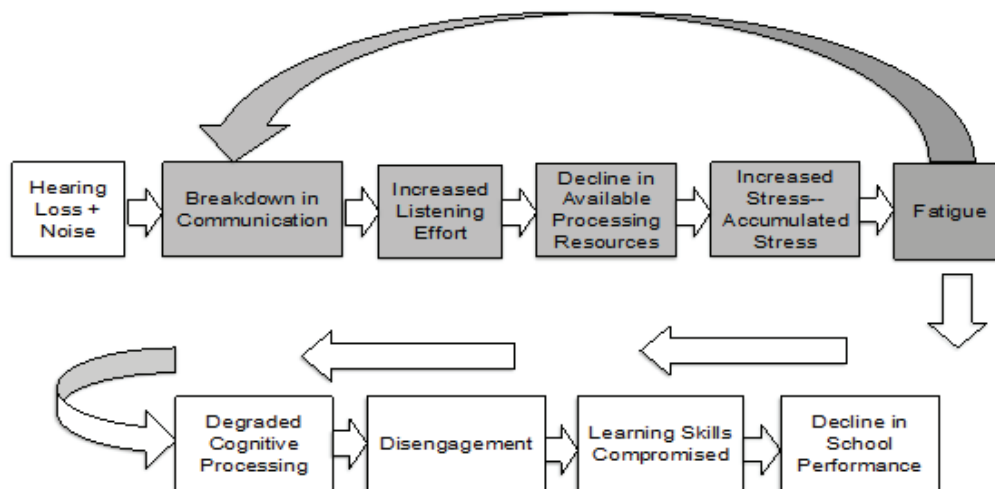 Hearing
Loss +
Noise
Breakdown in
Communication
Increased
Listening
Effort
Decline in
Available
Processing
Resources
Increased
Stress--
Accumulated
Stress
Fatigue
Degraded
Cognitive
Processing
Disengagement
Learning Skills
Compromised
Decline in
School
Performance